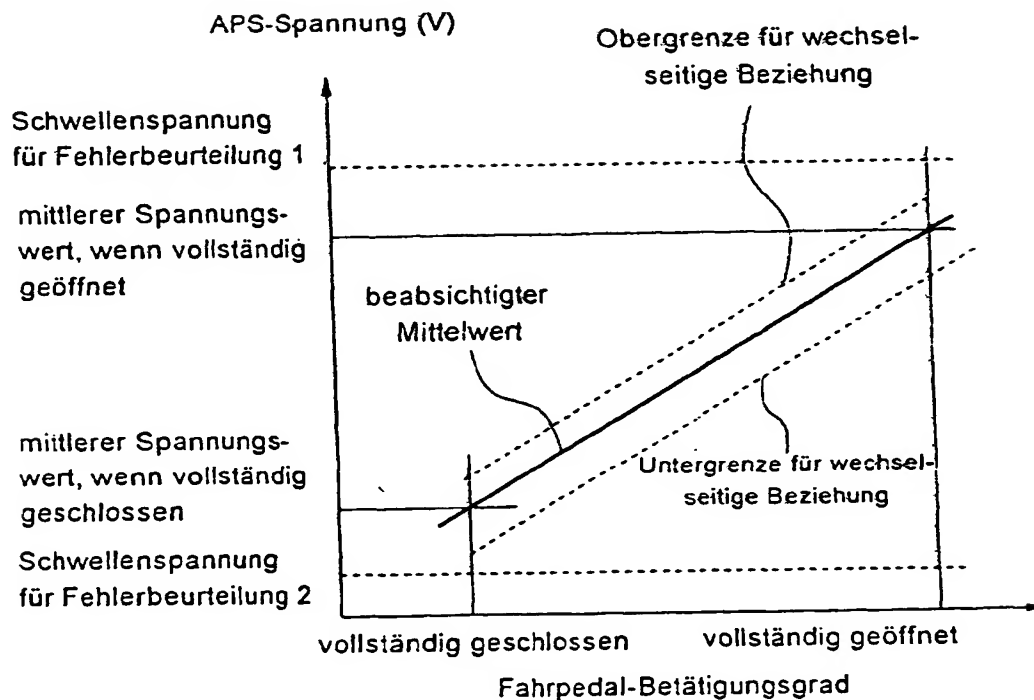 APS-Spannung (V)
Obergrenze für wechsel-
seitige Beziehung
Schwellenspannung
für Fehlerbeurteilung 1
mittlerer Spannungs-
wert, wenn vollständig
geöffnet
beabsichtigter
Mittelwert
mittlerer Spannungs-
wert, wenn vollständig
geschlossen
Untergrenze für wechsel-
seitige Beziehung
Schwellenspannung
für Fehlerbeurteilung 2
vollständig geschlossen
vollständig geöffnet
Fahrpedal-Betätigungsgrad